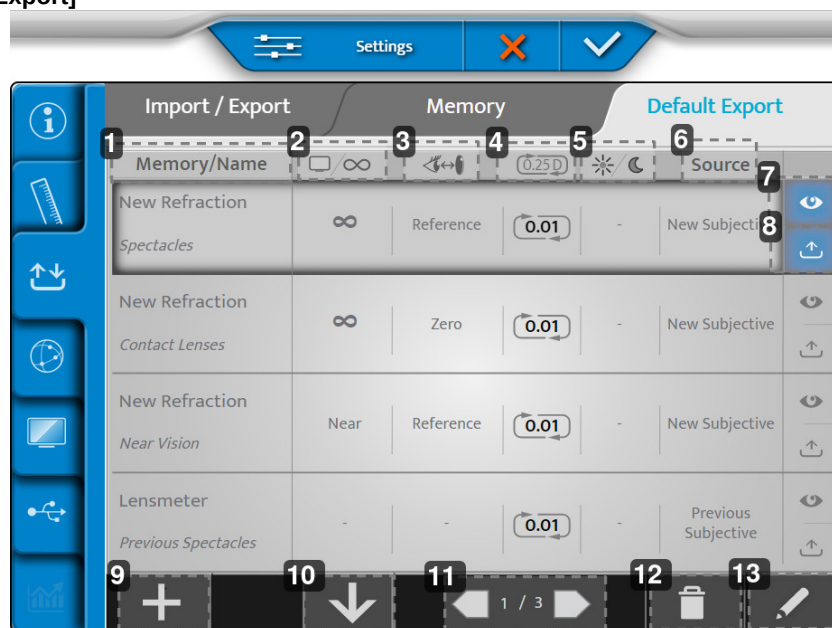 Export]
Settings
Import / Export Memory Default Export
1 2 3 4 5 6
Memory/Name 0.25 D Source
7
New Refraction
∞ Reference 0.01 - New Subjecti 8
Spectacles
New Refraction
∞ Zero 0.01 - New Subjective
Contact Lenses
New Refraction
Near Reference 0.01 - New Subjective
Near Vision
Lensmeter
- - 0.01 - Previous
Subjective
Previous Spectacles
9 10 11 12 13
1 / 3